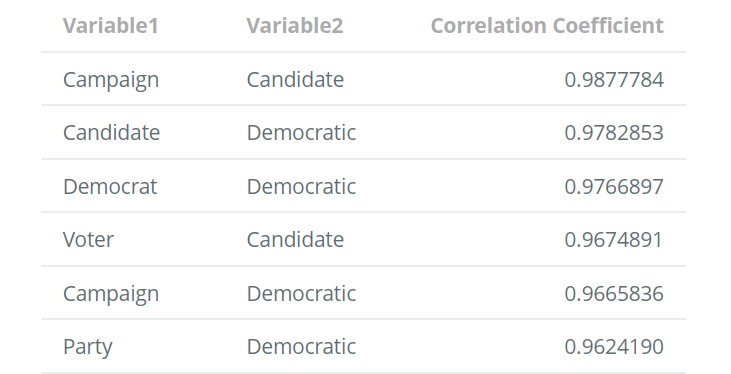 Variable1 Variable2 Correlation Coefficient
Campaign Candidate 0.9877784
Candidate Democratic 0.9782853
Democrat Democratic 0.9766897
Voter Candidate 0.9674891
Campaign Democratic 0.9665836
Party Democratic 0.9624190